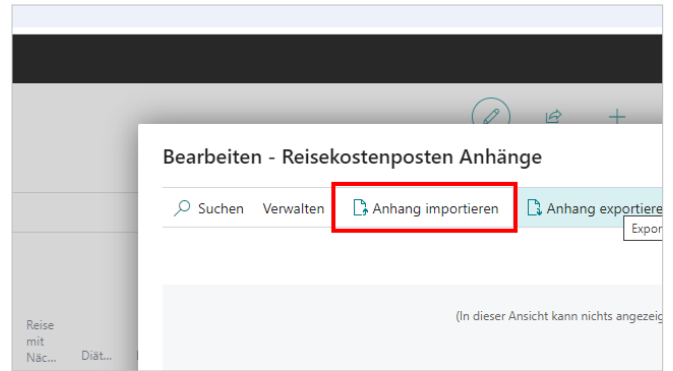 Bearbeiten - Reisekostenposten Anhänge
Suchen Verwalten Anhang importieren Anhang exportiere
Expor
(In dieser Ansicht kann nichts angezeig
Reise
mit
Näc... Diät...